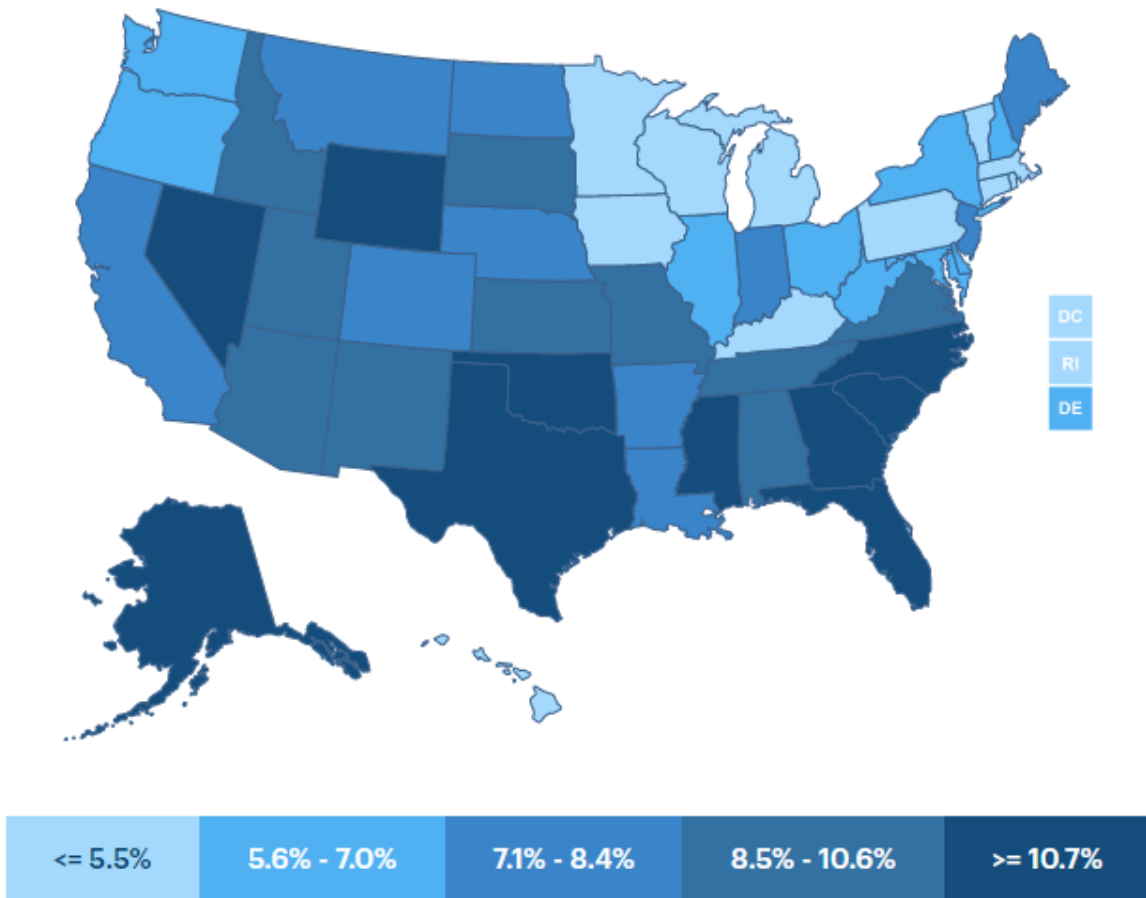 DC
RI
DE
<= 5.5%
5.6% - 7.0%
7.1% - 8.4%
8.5% - 10.6%
>= 10.7%